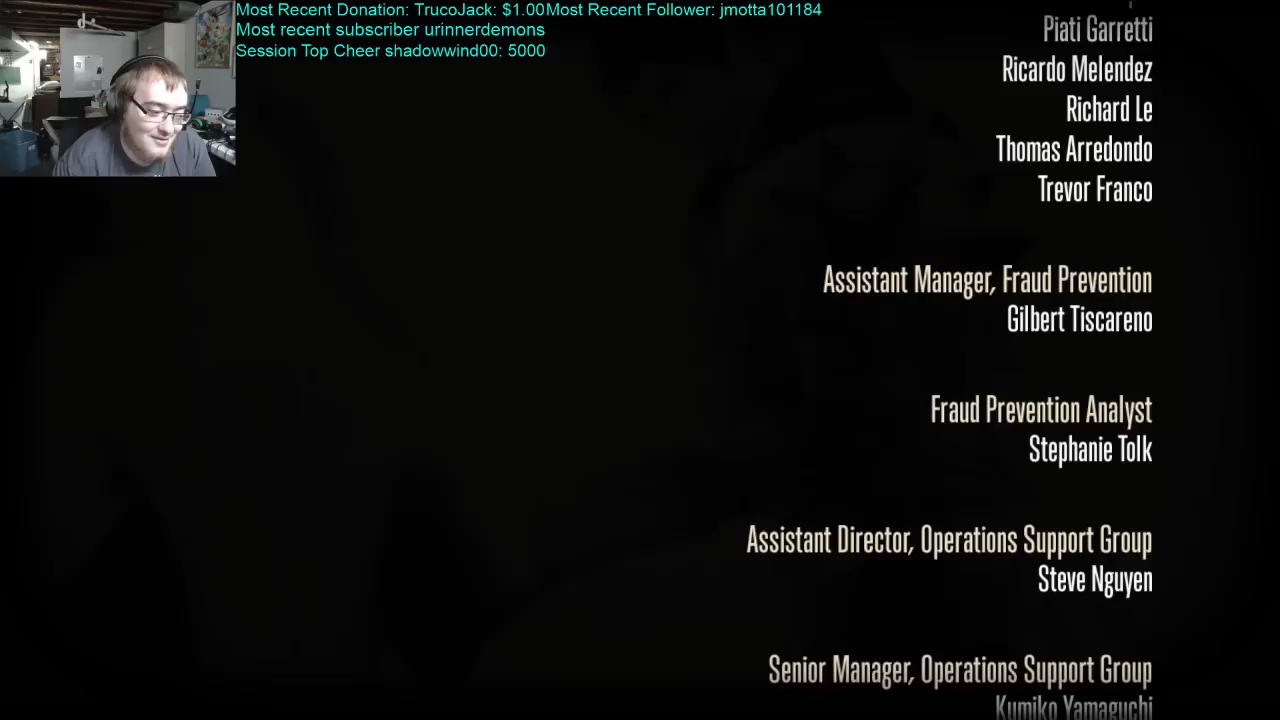 Most Recent Donation: TrucoJack: $1.00Most Recent Follower: jmotta101184
Most recent subscriber urinnerdemons
Session Top Cheer shadowwind00: 5000
Piati Garretti
Ricardo Melendez
Richard Le
Thomas Arredondo
Trevor Franco
Assistant Manager, Fraud Prevention
Gilbert Tiscareno
Fraud Prevention Analyst
Stephanie Tolk
Assistant Director, Operations Support Group
Steve Nguyen
Senior Manager, Operations Support Group
Kumiko Yamaguchi